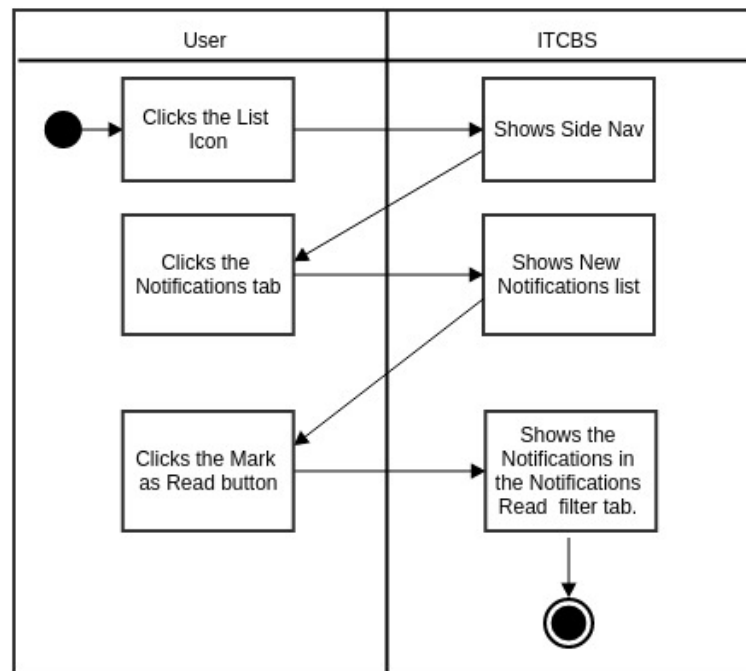 User
ITCBS
Clicks the List
Icon
Shows Side Nav
Clicks the
Notifications tab
Shows New
Notifications list
Clicks the Mark
as Read button
Shows the
Notifications in
the Notifications
Read filter tab.